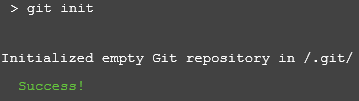 > git init
Initialized empty Git repository in /.git/
Success!